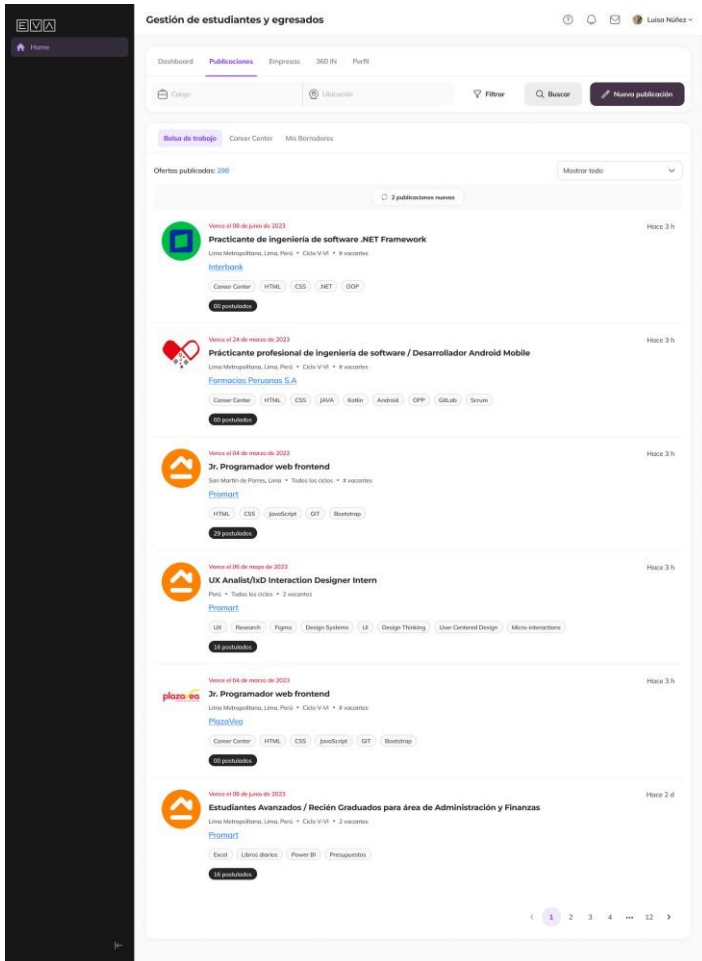 EVA
Home
Gestión de estudiantes y egresados
Luisa Núñez
Dashboard Publicaciones Empresas 360 IN Perfil
Cargo Ubicación Filtrar Buscar Nueva publicación
Bolsa de trabajo Career Center Mis Borradores
Ofertas publicadas: 298 Mostrar todo
2 publicaciones nuevas
Vence el 08 de junio de 2023 Hace 3 h
Practicante de ingeniería de software .NET Framework
Lima Metropolitana, Lima, Perú • Ciclo V-VI • # vacantes
Interbank
Career Center HTML CSS .NET OOP
00 postulados
Vence el 24 de marzo de 2023 Hace 3 h
Prácticante profesional de ingeniería de software / Desarrollador Android Mobile
Lima Metropolitana, Lima, Perú • Ciclo V-VI • # vacantes
Farmacias Peruanas S.A
Career Center HTML CSS JAVA Kotlin Android OPP GitLab Scrum
00 postulados
Vence el 04 de marzo de 2023 Hace 3 h
Jr. Programador web frontend
San Martín de Porres, Lima • Todos los ciclos • # vacantes
Promart
HTML CSS JavaScript GIT Bootstrap
29 postulados
Vence el 06 de mayo de 2023 Hace 3 h
UX Analist/IxD Interaction Designer Intern
Perú • Todos los ciclos • 2 vacantes
Promart
UX Research Figma Design Systems UI Design Thinking User Centered Design Micro-interactions
16 postulados
Vence el 04 de marzo de 2023 Hace 3 h
plaza vea
Jr. Programador web frontend
Lima Metropolitana, Lima, Perú • Ciclo V-VI • # vacantes
PlazaVea
Career Center HTML CSS JavaScript GIT Bootstrap
00 postulados
Vence el 08 de junio de 2023 Hace 2 d
Estudiantes Avanzados / Recién Graduados para área de Administración y Finanzas
Lima Metropolitana, Lima, Perú • Ciclo V-VI • 2 vacantes
Promart
Excel Libros diarios Power BI Presupuestos
16 postulados
1 2 3 4 ••• 12